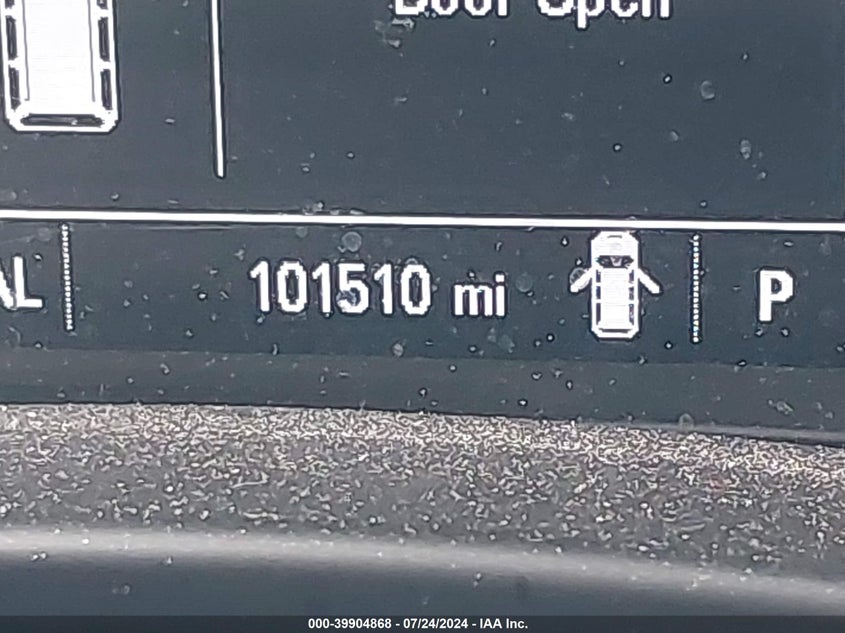 Door Open
AL
101510 mi
P
000-39904868 - 07/24/2024 - IAA Inc.